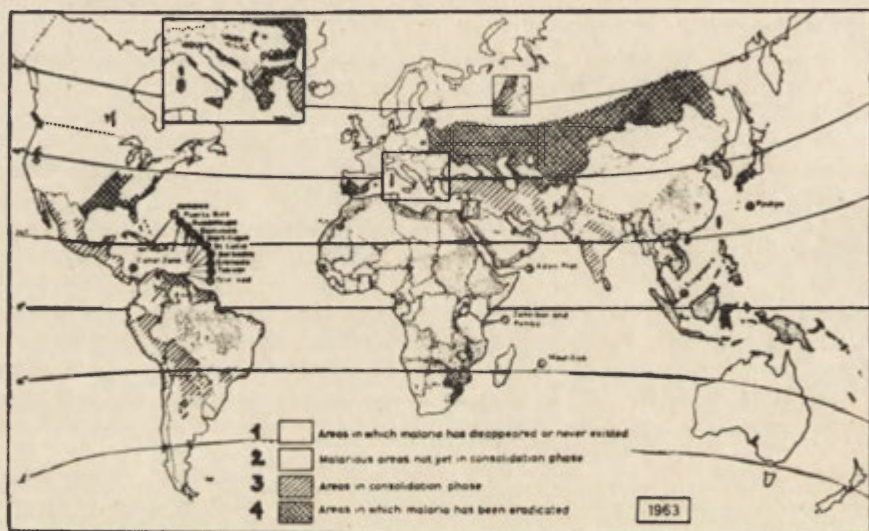 Puerto Rico
St. Lucia
Canal Zone
Ryukyu
Aden Prot
Zanzibar and
Pemba
Mauritius
1 Areas in which malaria has disappeared or never existed
2 Malarious areas not yet in consolidation phase
3 Areas in consolidation phase
4 Areas in which malaria has been eradicated
1963